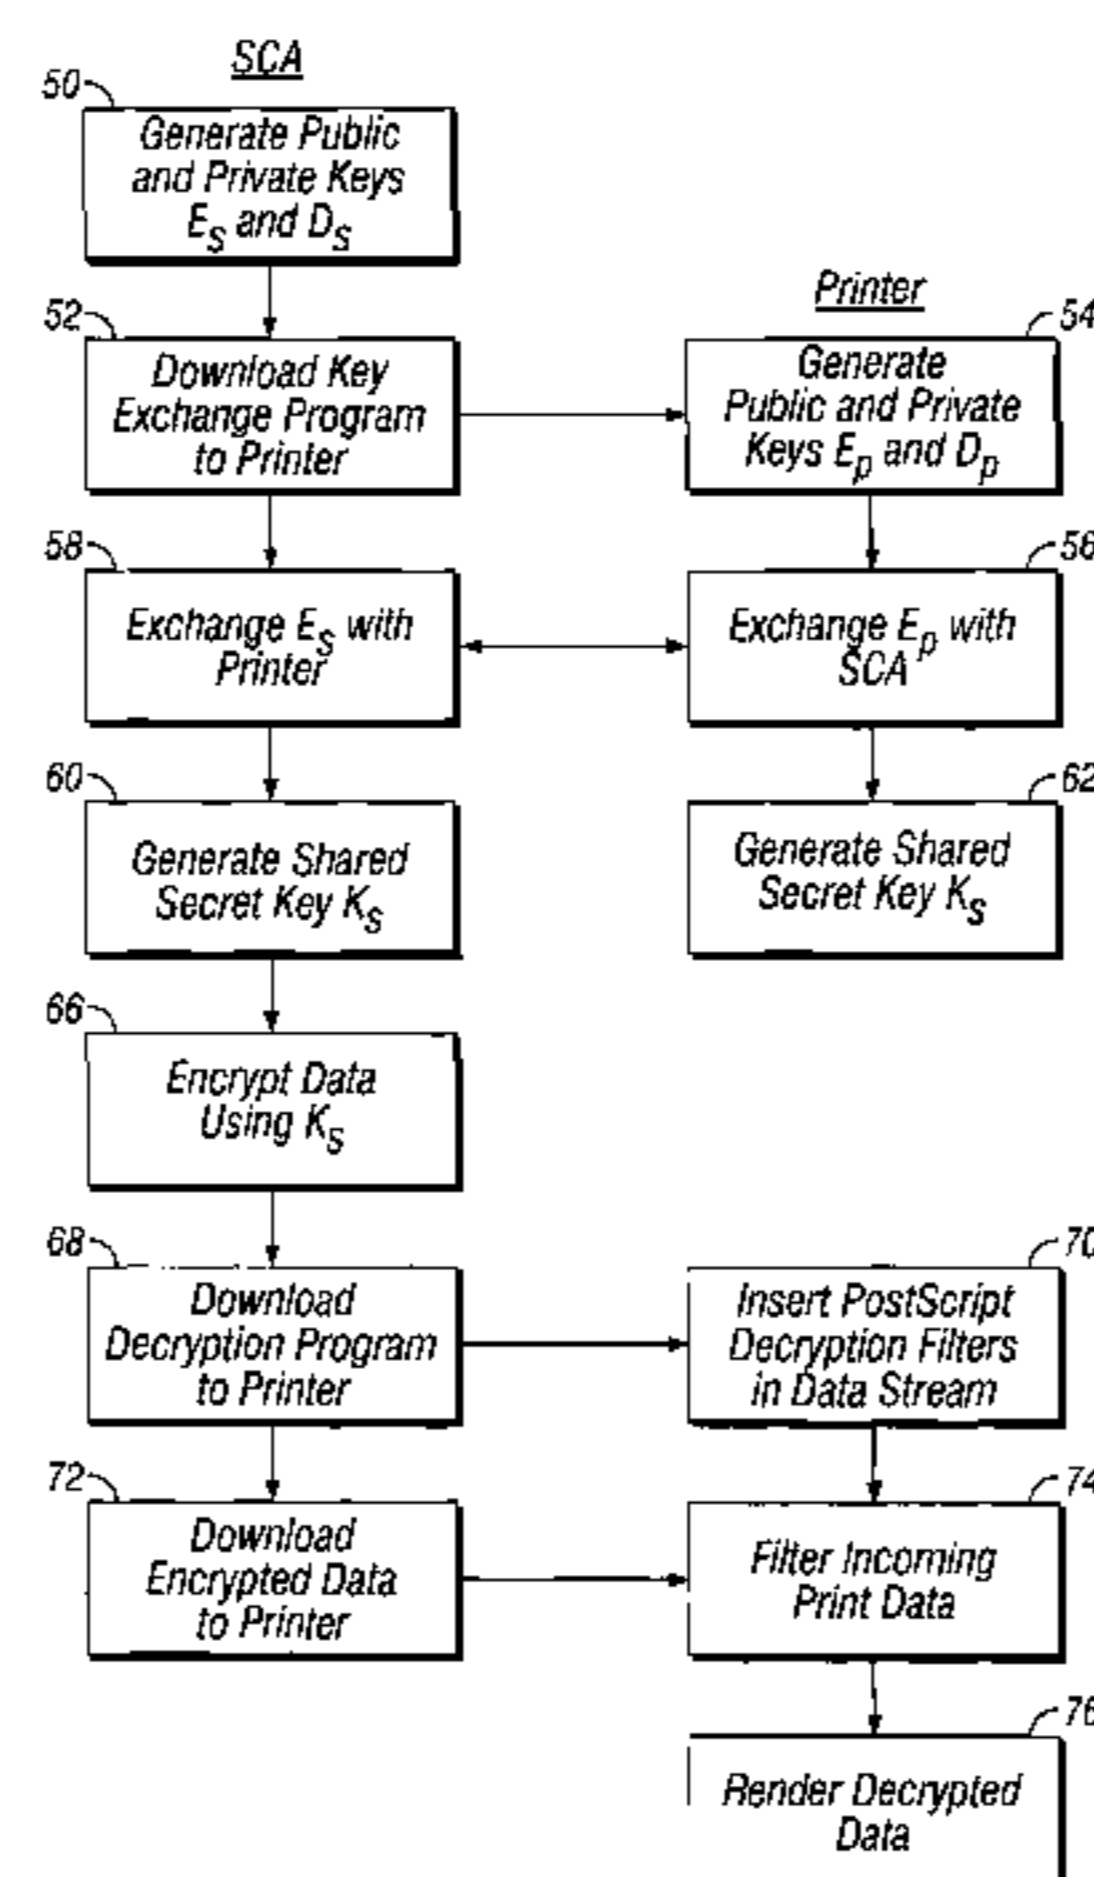 SCA
50
Generate Public
and Private Keys
ES and DS
Printer
52
Download Key
Exchange Program
to Printer
54
Generate
Public and Private
Keys Ep and Dp
58
Exchange ES with
Printer
56
Exchange Ep with
SCA
60
Generate Shared
Secret Key KS
62
Generate Shared
Secret Key KS
66
Encrypt Data
Using KS
68
Download
Decryption Program
to Printer
70
Insert PostScript
Decryption Filters
in Data Stream
72
Download
Encrypted Data
to Printer
74
Filter Incoming
Print Data
76
Render Decrypted
Data